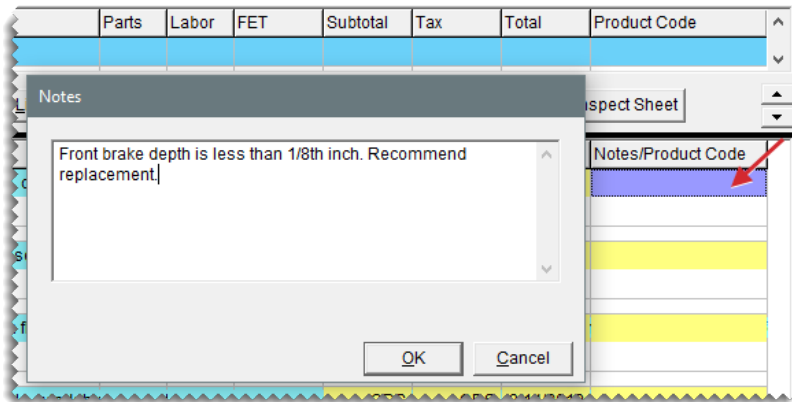 Parts Labor FET Subtotal Tax Total Product Code
Notes
spect Sheet
Notes/Product Code
Front brake depth is less than 1/8th inch. Recommend
replacement.
OK Cancel